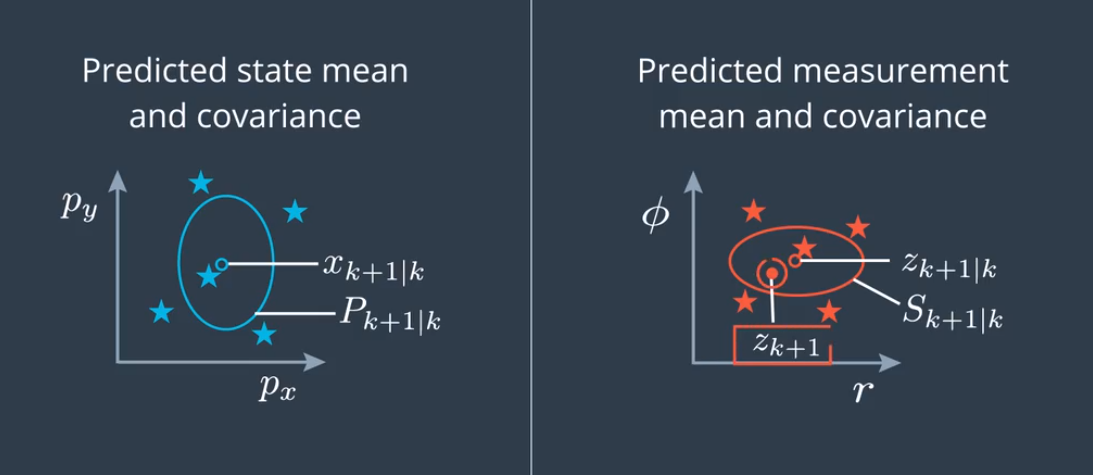 Predicted state mean
and covariance
p_y
x_{k+1|k}
P_{k+1|k}
p_x
Predicted measurement
mean and covariance
ϕ
z_{k+1|k}
S_{k+1|k}
z_{k+1}
r